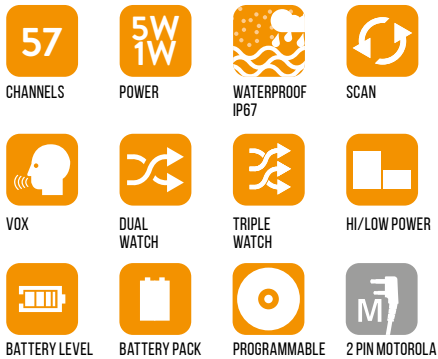 57
5W
1W
CHANNELS
POWER
WATERPROOF
IP67
SCAN
VOX
DUAL
WATCH
TRIPLE
WATCH
HI/LOW POWER
M
BATTERY LEVEL
BATTERY PACK
PROGRAMMABLE
2 PIN MOTOROLA